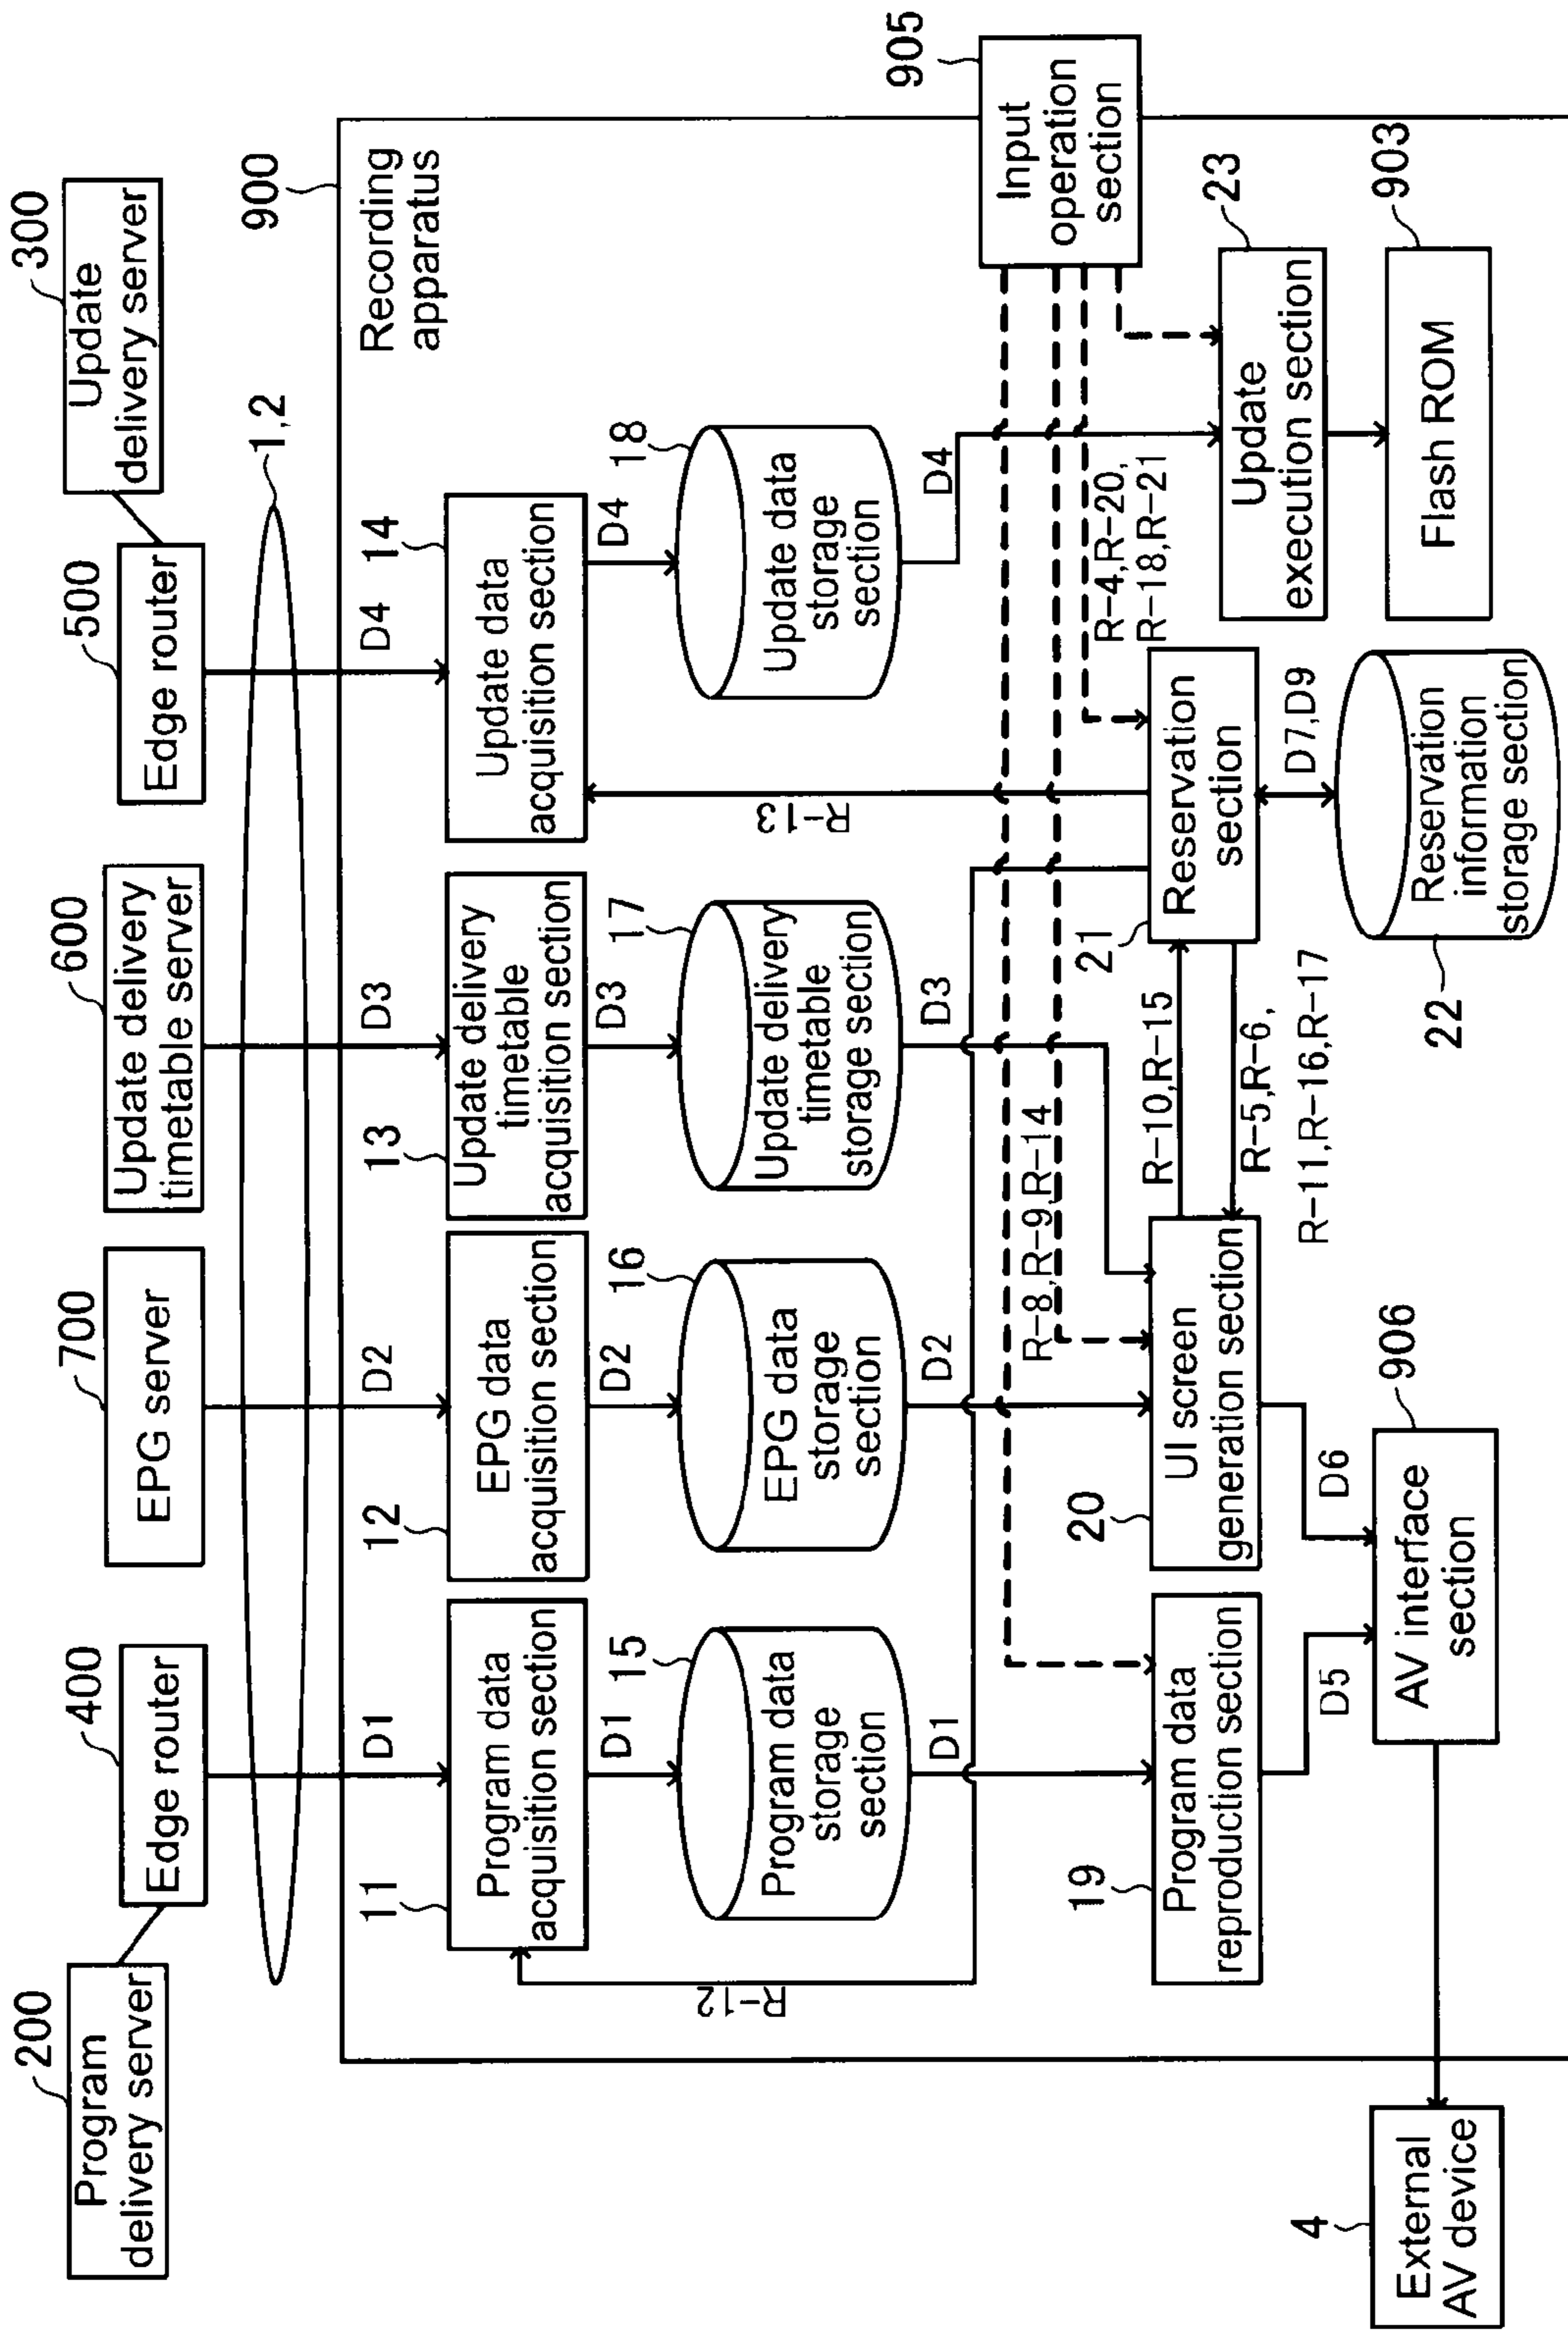 200
Program
delivery server
400
Edge router
700
EPG server
600
Update delivery
timetable server
500
Edge router
300
Update
delivery server
1,2
900
Recording
apparatus
D1
D2
D3
D4
11
Program data
acquisition section
12
EPG data
acquisition section
13
Update delivery
timetable
acquisition section
14
Update data
acquisition section
D1
D2
D3
D4
15
Program data
storage
section
16
EPG data
storage
section
17
Update delivery
timetable
storage section
18
Update data
storage
section
R-12
R-13
D1
D2
D3
D4
905
Input
operation
section
R-8,R-9,R-14
R-4,R-20,
R-18,R-21
19
Program data
reproduction section
20
UI screen
generation section
R-10,R-15
R-5,R-6,
R-11,R-16,R-17
21
Reservation
section
23
Update
execution section
D5
D6
D7,D9
4
External
AV device
906
AV interface
section
22
Reservation
information
storage section
903
Flash ROM